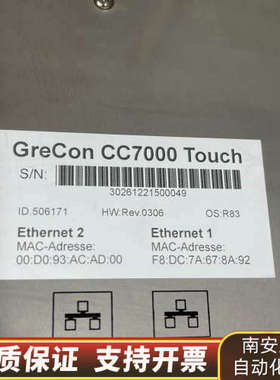 GreCon CC7000 Touch
S/N:
30261221500049
ID.506171 HW:Rev.0306 OS:R83
Ethernet 2 Ethernet 1
MAC-Adresse: MAC-Adresse:
00:D0:93:AC:AD:00 F8:DC:7A:67:8A:92
质保证 支持开票
南安
自动化